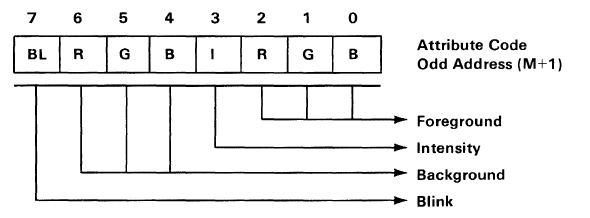 7 6 5 4 3 2 1 0
BL R G B I R G B
Attribute Code
Odd Address (M+1)
Foreground
Intensity
Background
Blink